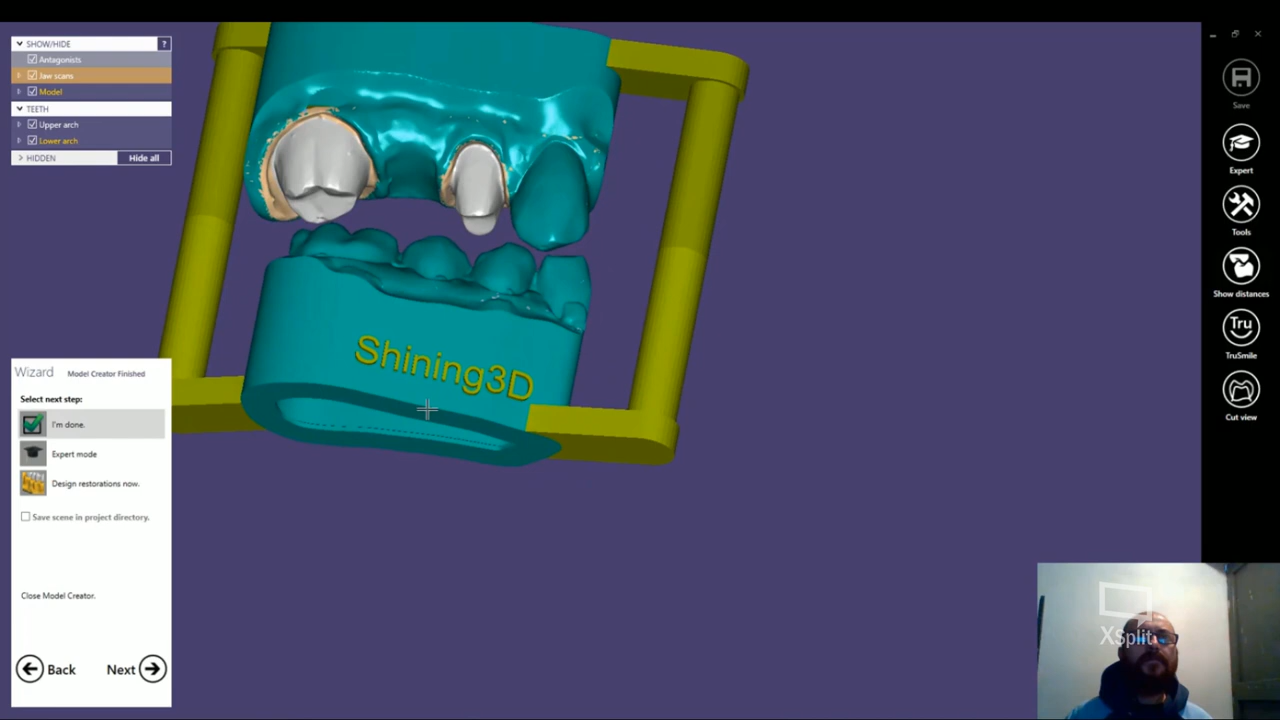 SHOW/HIDE ?
Antagonists
Jaw scans
Model
TEETH
Upper arch
Lower arch
HIDDEN Hide all
Save
Expert
Tools
Show distances
Tru
TruSmile
Cut view
Shining3D
Wizard Model Creator Finished
Select next step:
I'm done.
Expert mode
Design restorations now.
Save scene in project directory.
Close Model Creator.
Back Next
XSplit